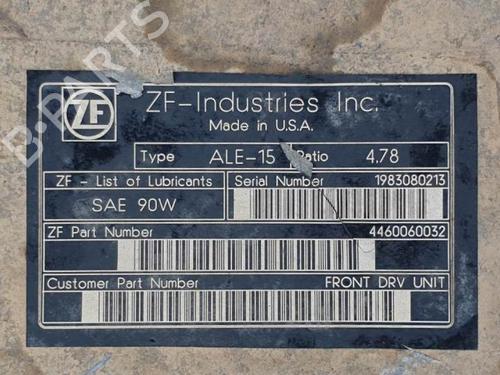 B-PARTS
ZF
ZF-Industries Inc.
Made in U.S.A.
Type ALE-15 Ratio 4.78
ZF - List of Lubricants
SAE 90W
Serial Number 1983080213
ZF Part Number 4460060032
Customer Part Number FRONT DRV UNIT